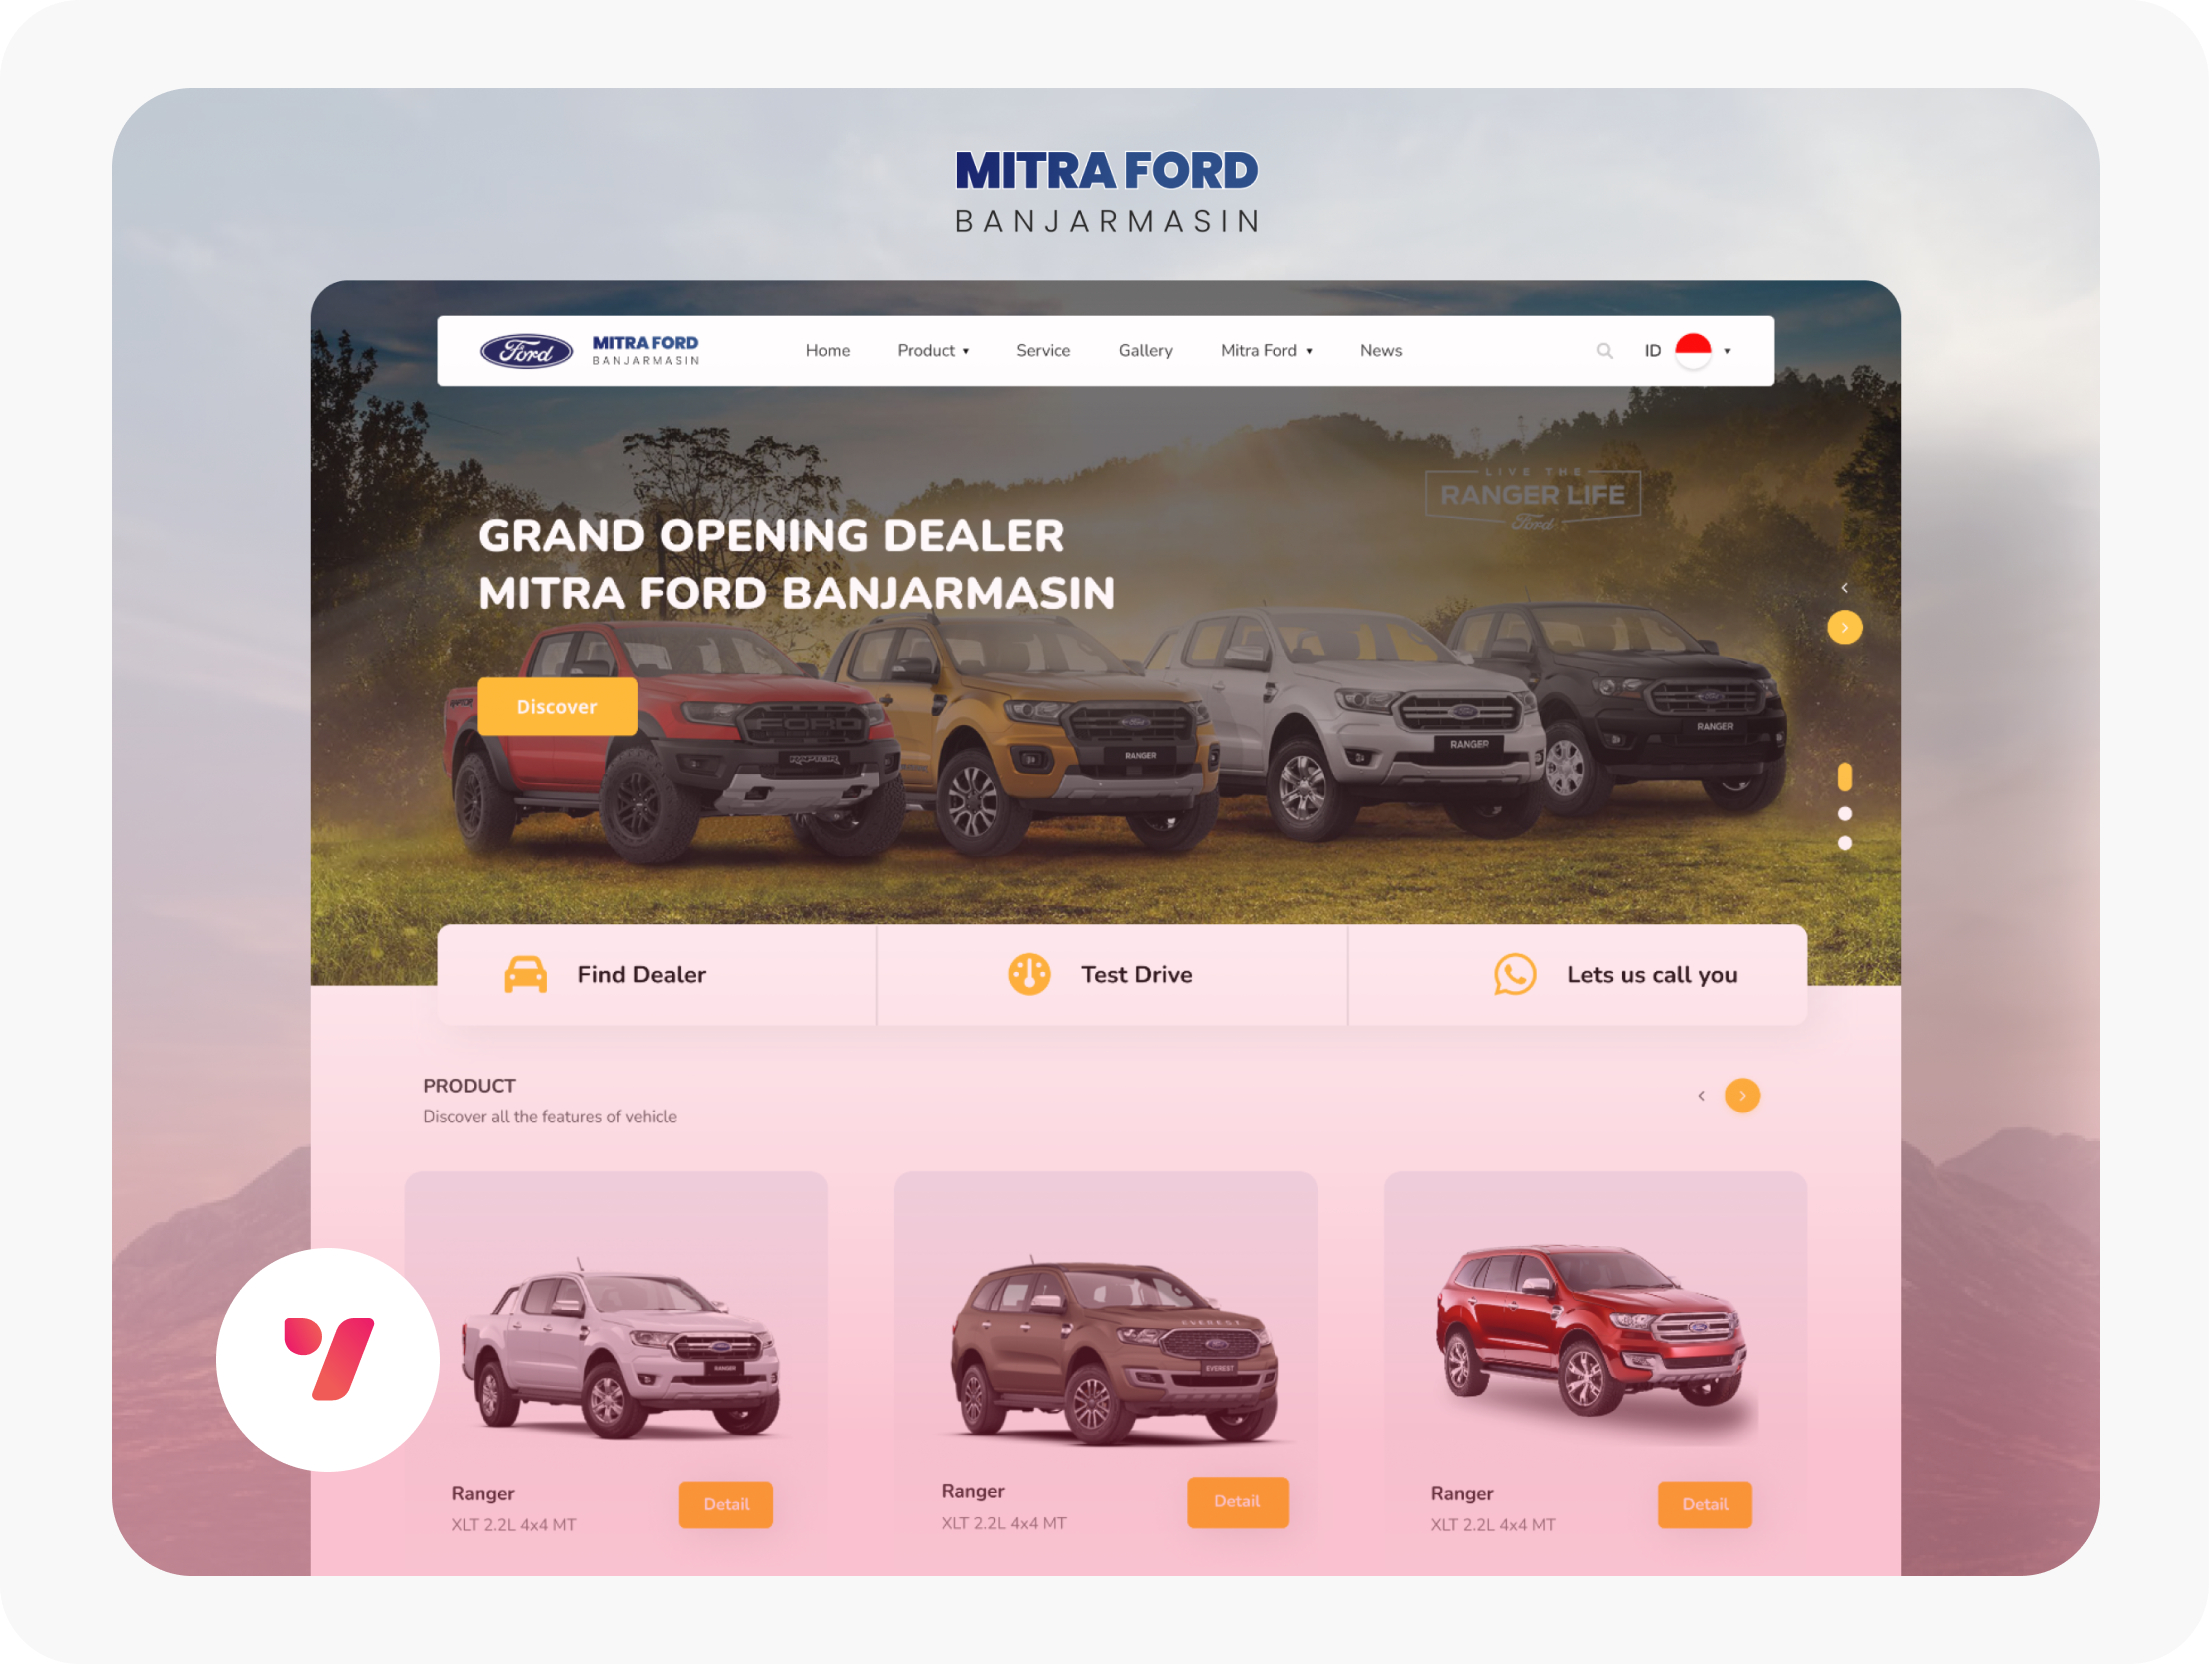 MITRA FORD
BANJARMASIN
Ford
MITRA FORD
BANJARMASIN
Home
Product
Service
Gallery
Mitra Ford
News
ID
LIVE THE
RANGER LIFE
Ford
GRAND OPENING DEALER
MITRA FORD BANJARMASIN
Discover
RAPTOR
FORD
RAPTOR
Ford
RANGER
RANGER
RANGER
Find Dealer
Test Drive
Lets us call you
PRODUCT
Discover all the features of vehicle
RANGER
EVEREST
EVEREST
Ranger
XLT 2.2L 4x4 MT
Detail
Ranger
XLT 2.2L 4x4 MT
Detail
Ranger
XLT 2.2L 4x4 MT
Detail